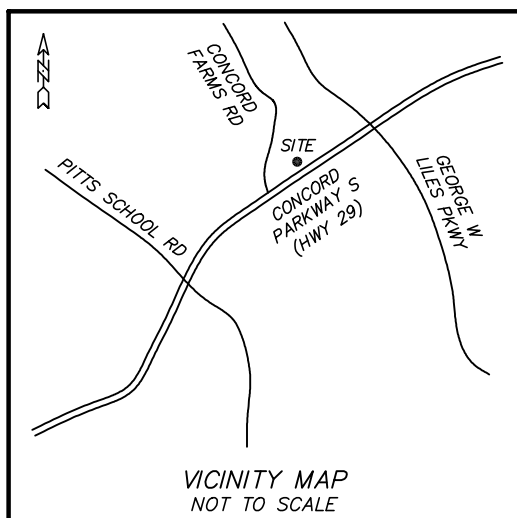 N
CONCORD
FARMS RD
SITE
PITTS SCHOOL RD
CONCORD
PARKWAY S
(HWY 29)
GEORGE W
LILES PKWY
VICINITY MAP
NOT TO SCALE